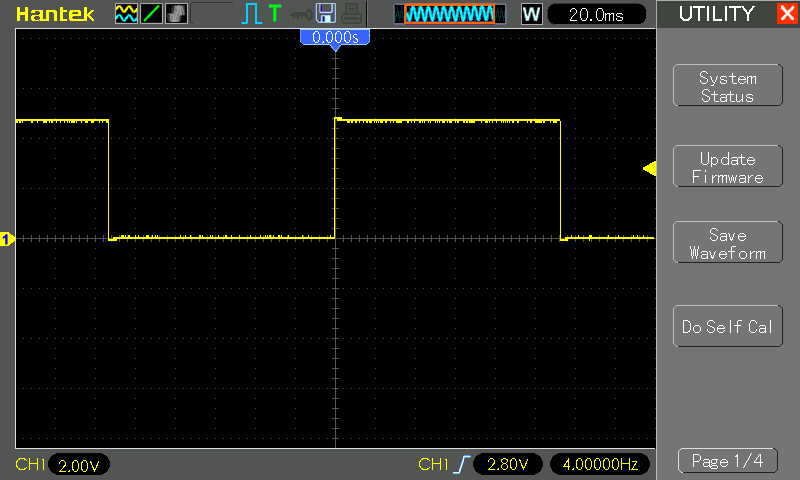 Hantek
T
W
20.0ms
UTILITY
0.000s
System
Status
Update
Firmware
1
Save
Waveform
Do Self Cal
CH1 2.00V
CH1 2.80V 4.00000Hz
Page 1/4